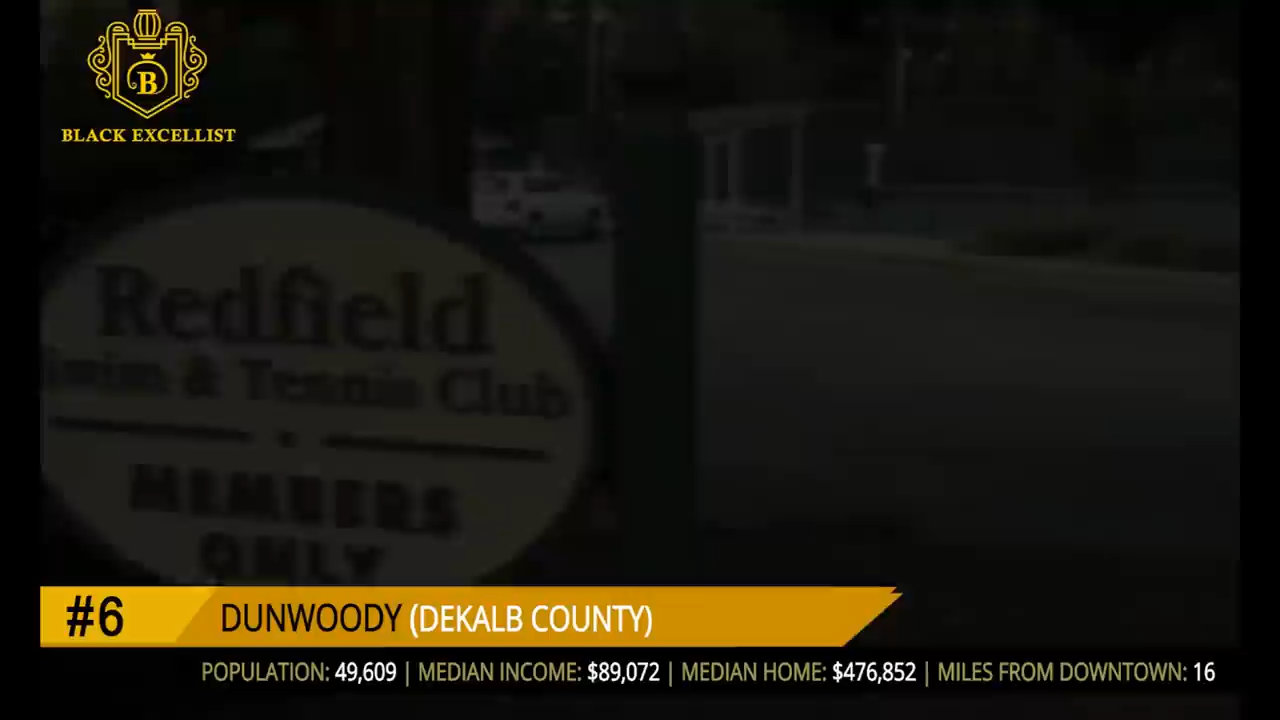 B
BLACK EXCELLIST
Redfield
Swim & Tennis Club
MEMBERS
ONLY
#6 DUNWOODY (DEKALB COUNTY)
POPULATION: 49,609 | MEDIAN INCOME: $89,072 | MEDIAN HOME: $476,852 | MILES FROM DOWNTOWN: 16